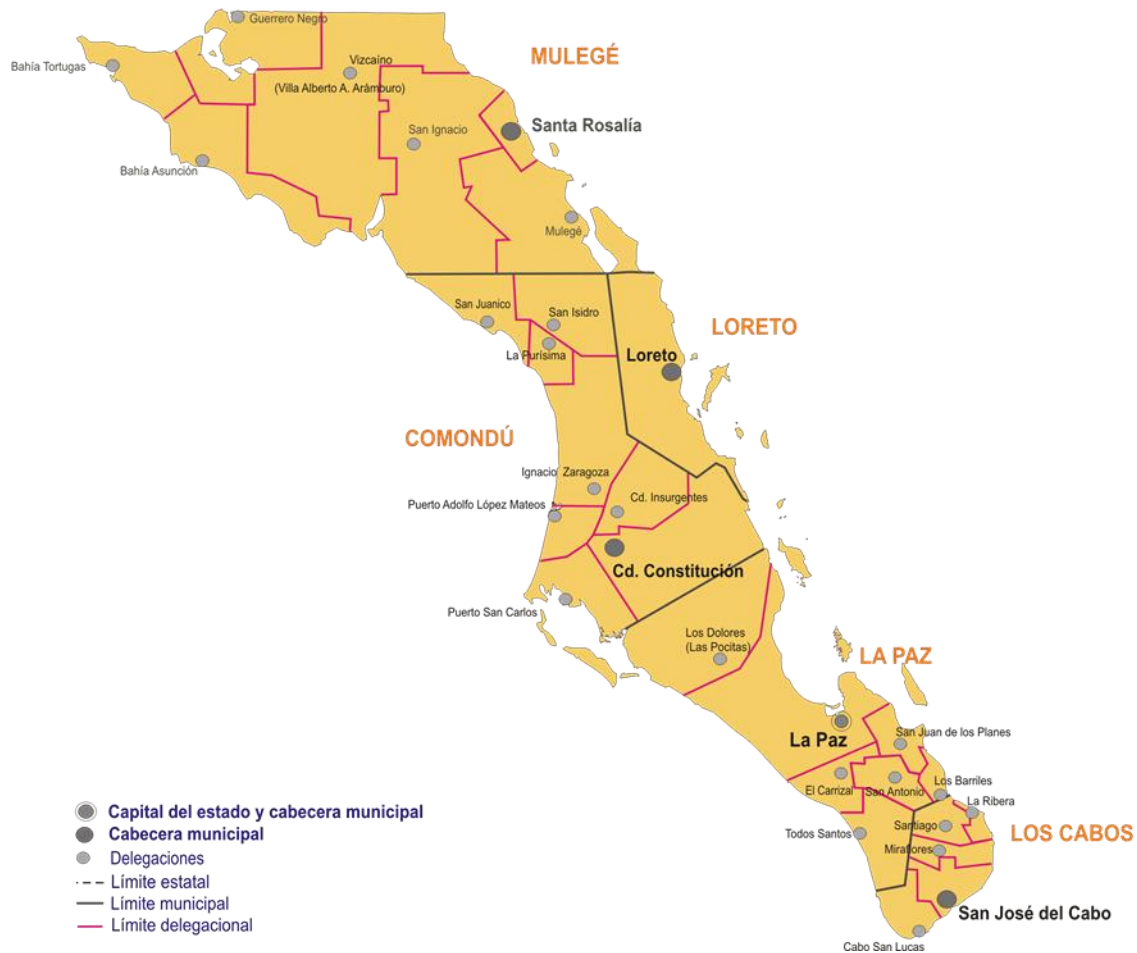 Guerrero Negro
MULEGÉ
Vizcaíno
Bahía Tortugas
(Villa Alberto A. Arámburo)
Santa Rosalía
San Ignacio
Bahía Asunción
Mulegé
San Juanico
San Isidro
LORETO
La Purísima
Loreto
COMONDÚ
Ignacio Zaragoza
Cd. Insurgentes
Puerto Adolfo López Mateos
Cd. Constitución
Puerto San Carlos
Los Dolores
(Las Pocitas)
LA PAZ
San Juan de los Planes
La Paz
Los Barriles
El Carrizal
San Antonio
La Ribera
Santiago
LOS CABOS
Todos Santos
Miraflores
San José del Cabo
Cabo San Lucas
Capital del estado y cabecera municipal
Cabecera municipal
Delegaciones
Límite estatal
Límite municipal
Límite delegacional